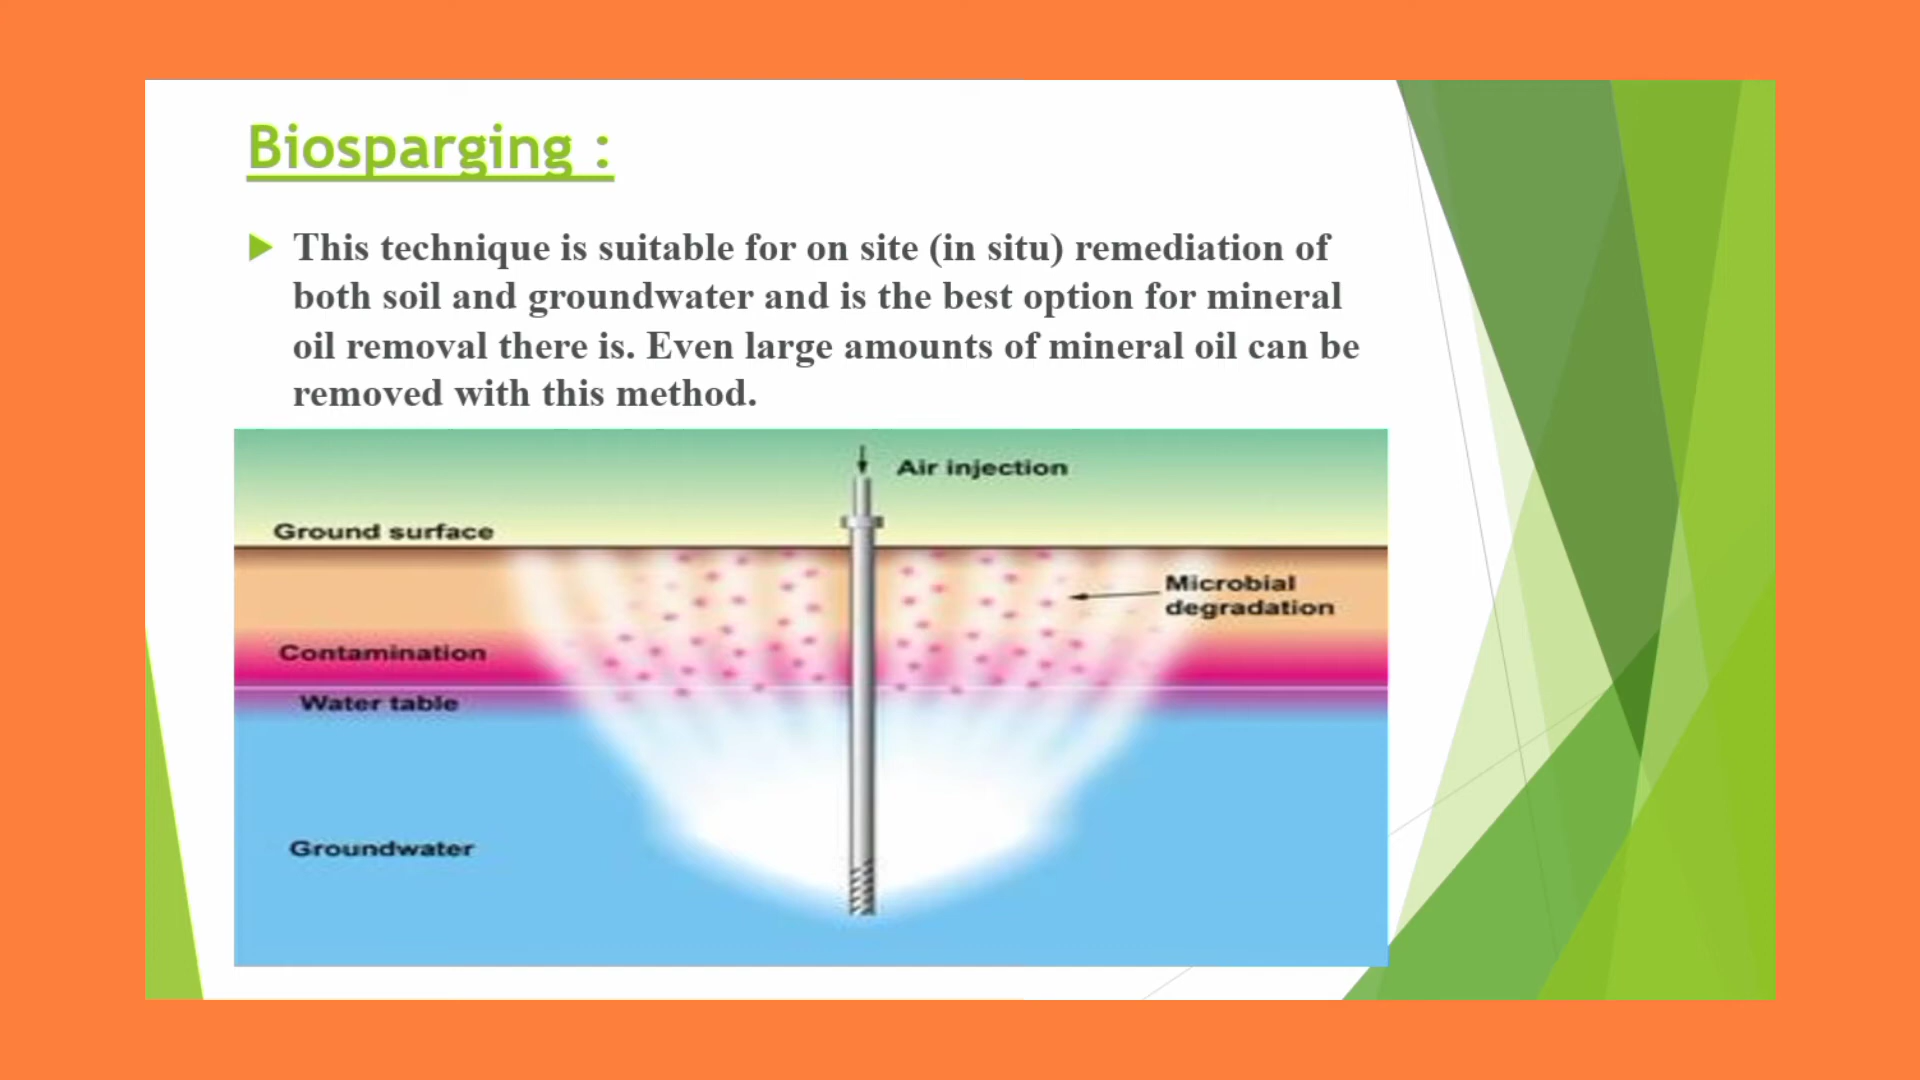 Biosparging :
This technique is suitable for on site (in situ) remediation of
both soil and groundwater and is the best option for mineral
oil removal there is. Even large amounts of mineral oil can be
removed with this method.
Air injection
Ground surface
Microbial
degradation
Contamination
Water table
Groundwater